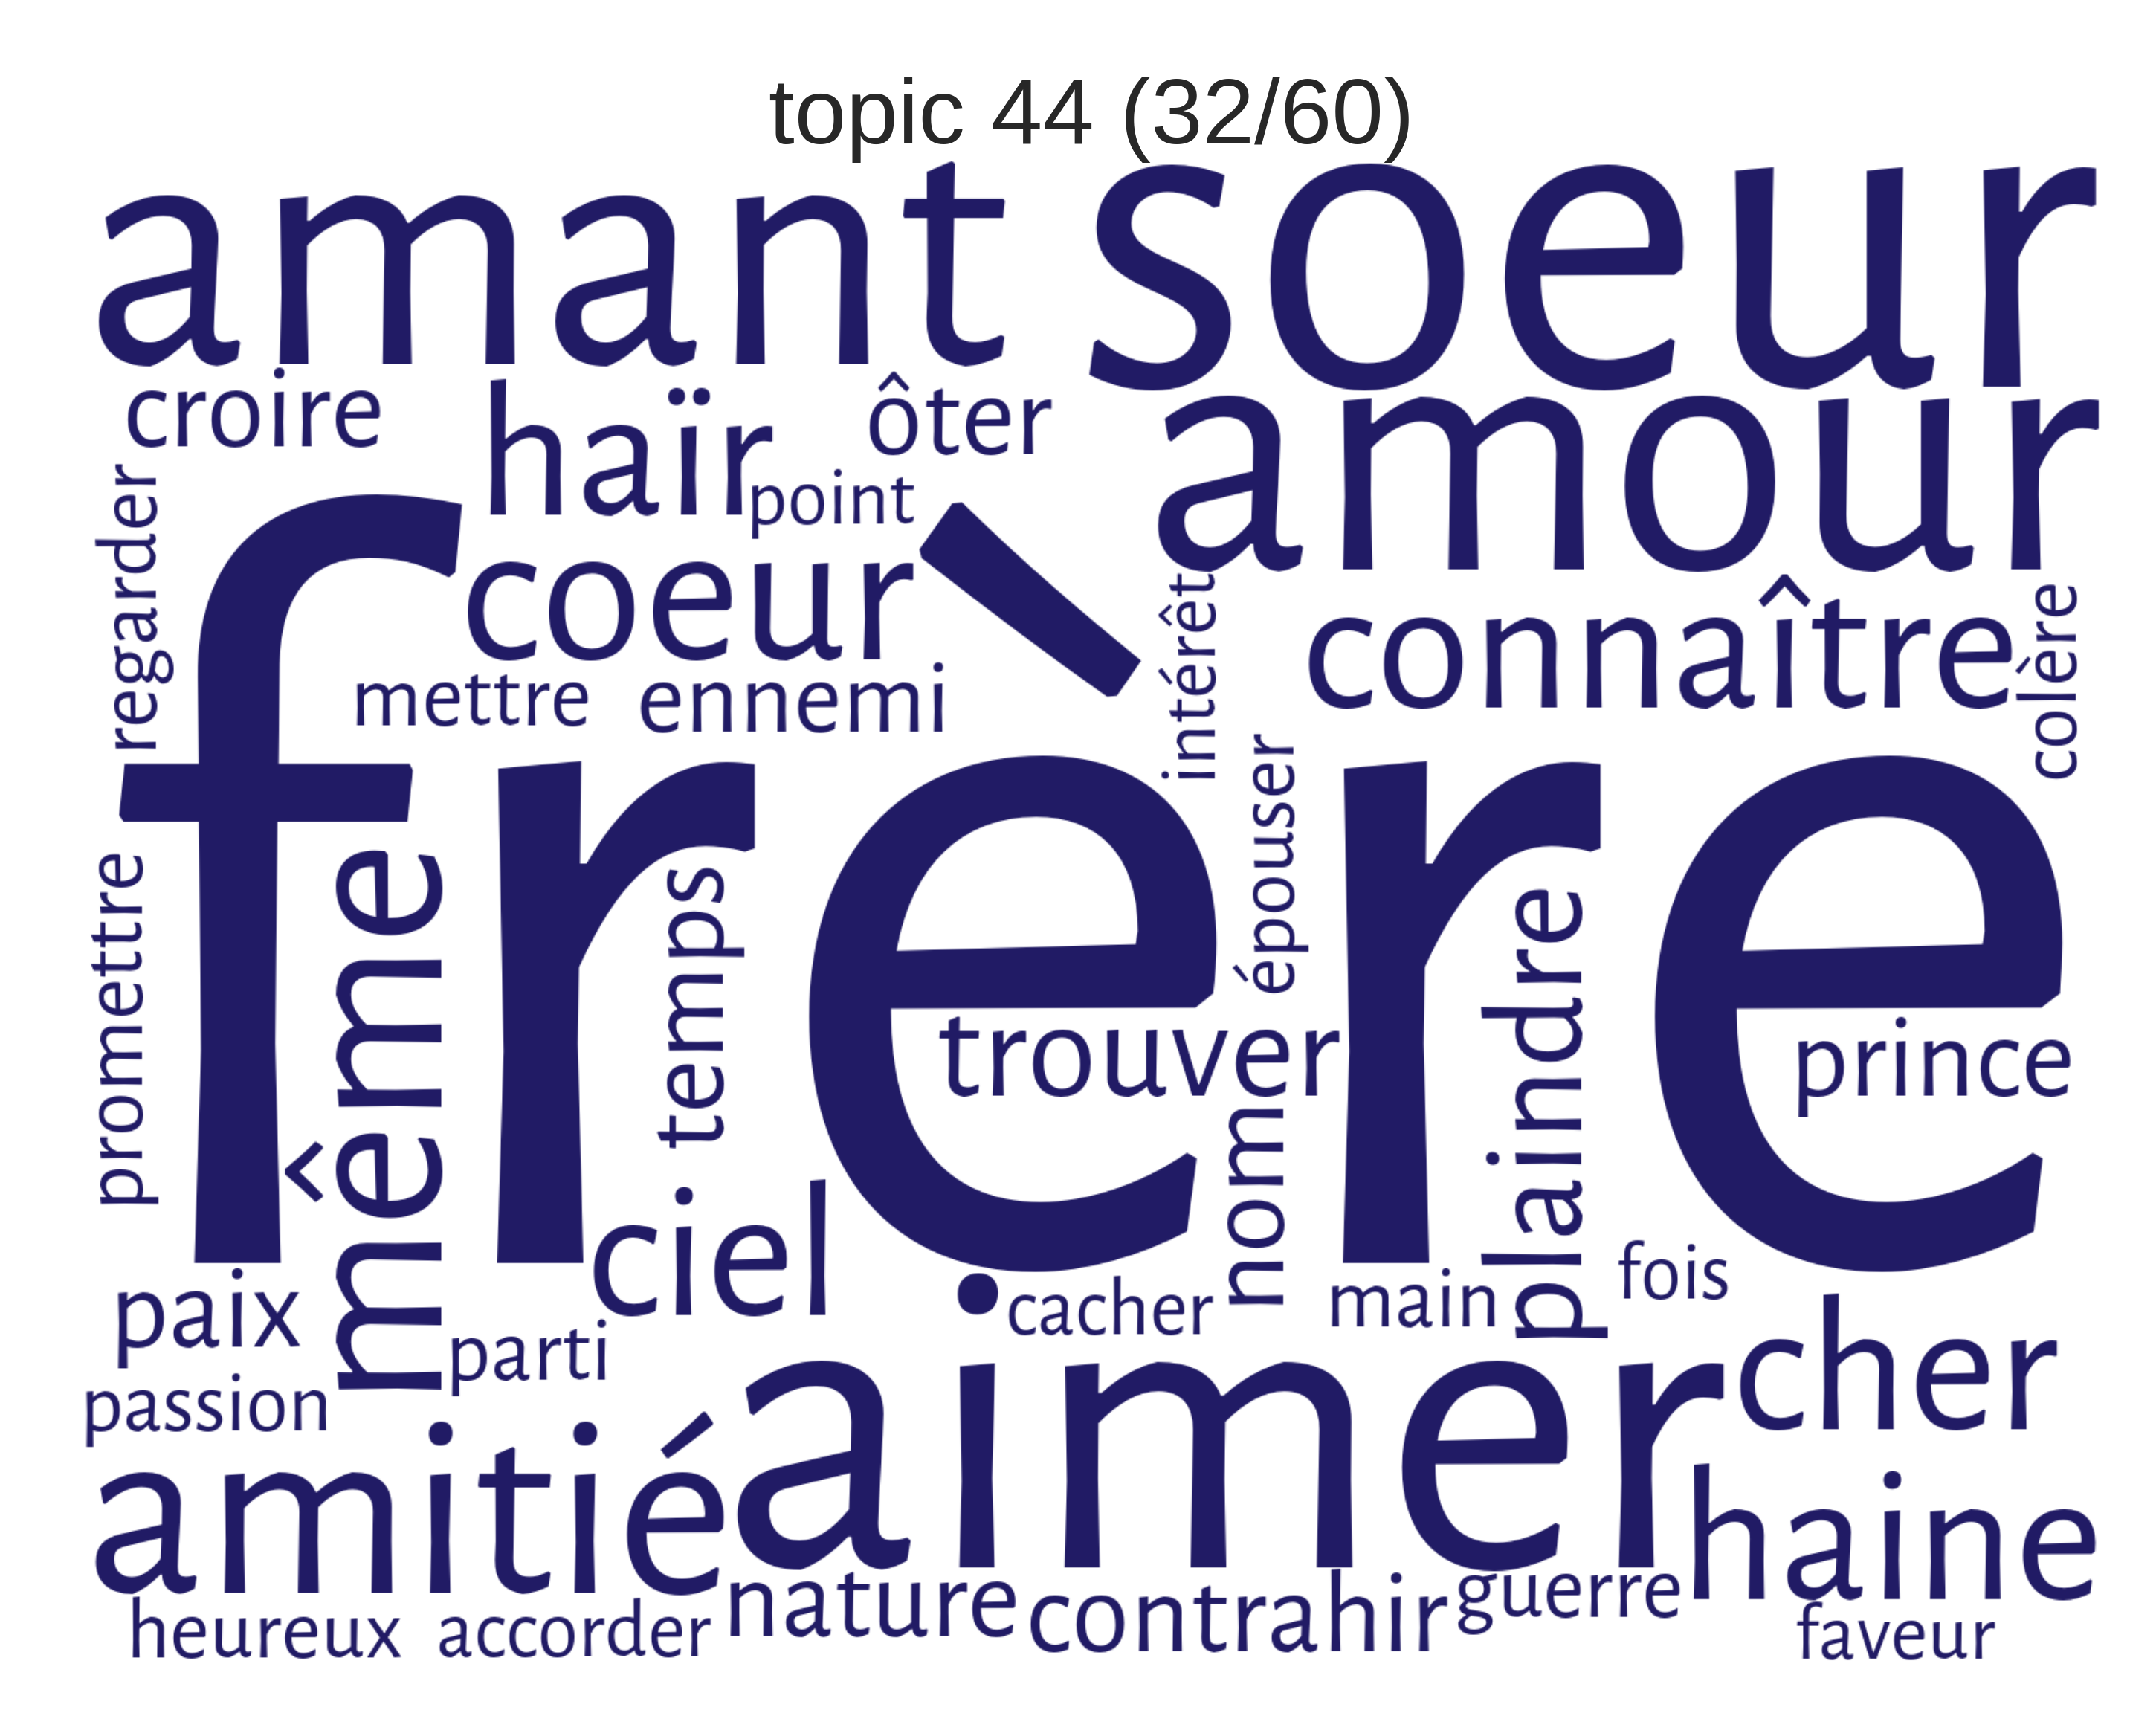 topic 44 (32/60)
amant soeur
croire haïr ôter amour
point
regarder
coeur
intérêt
connaître
colère
mettre ennemi
frère
épouser
promettre
même
temps
trouver
plaindre
prince
nom
ciel
paix
cacher
main
fois
parti
aimer
cher
passion
amitié
haine
nature
contrahir
guerre
heureux accorder
faveur